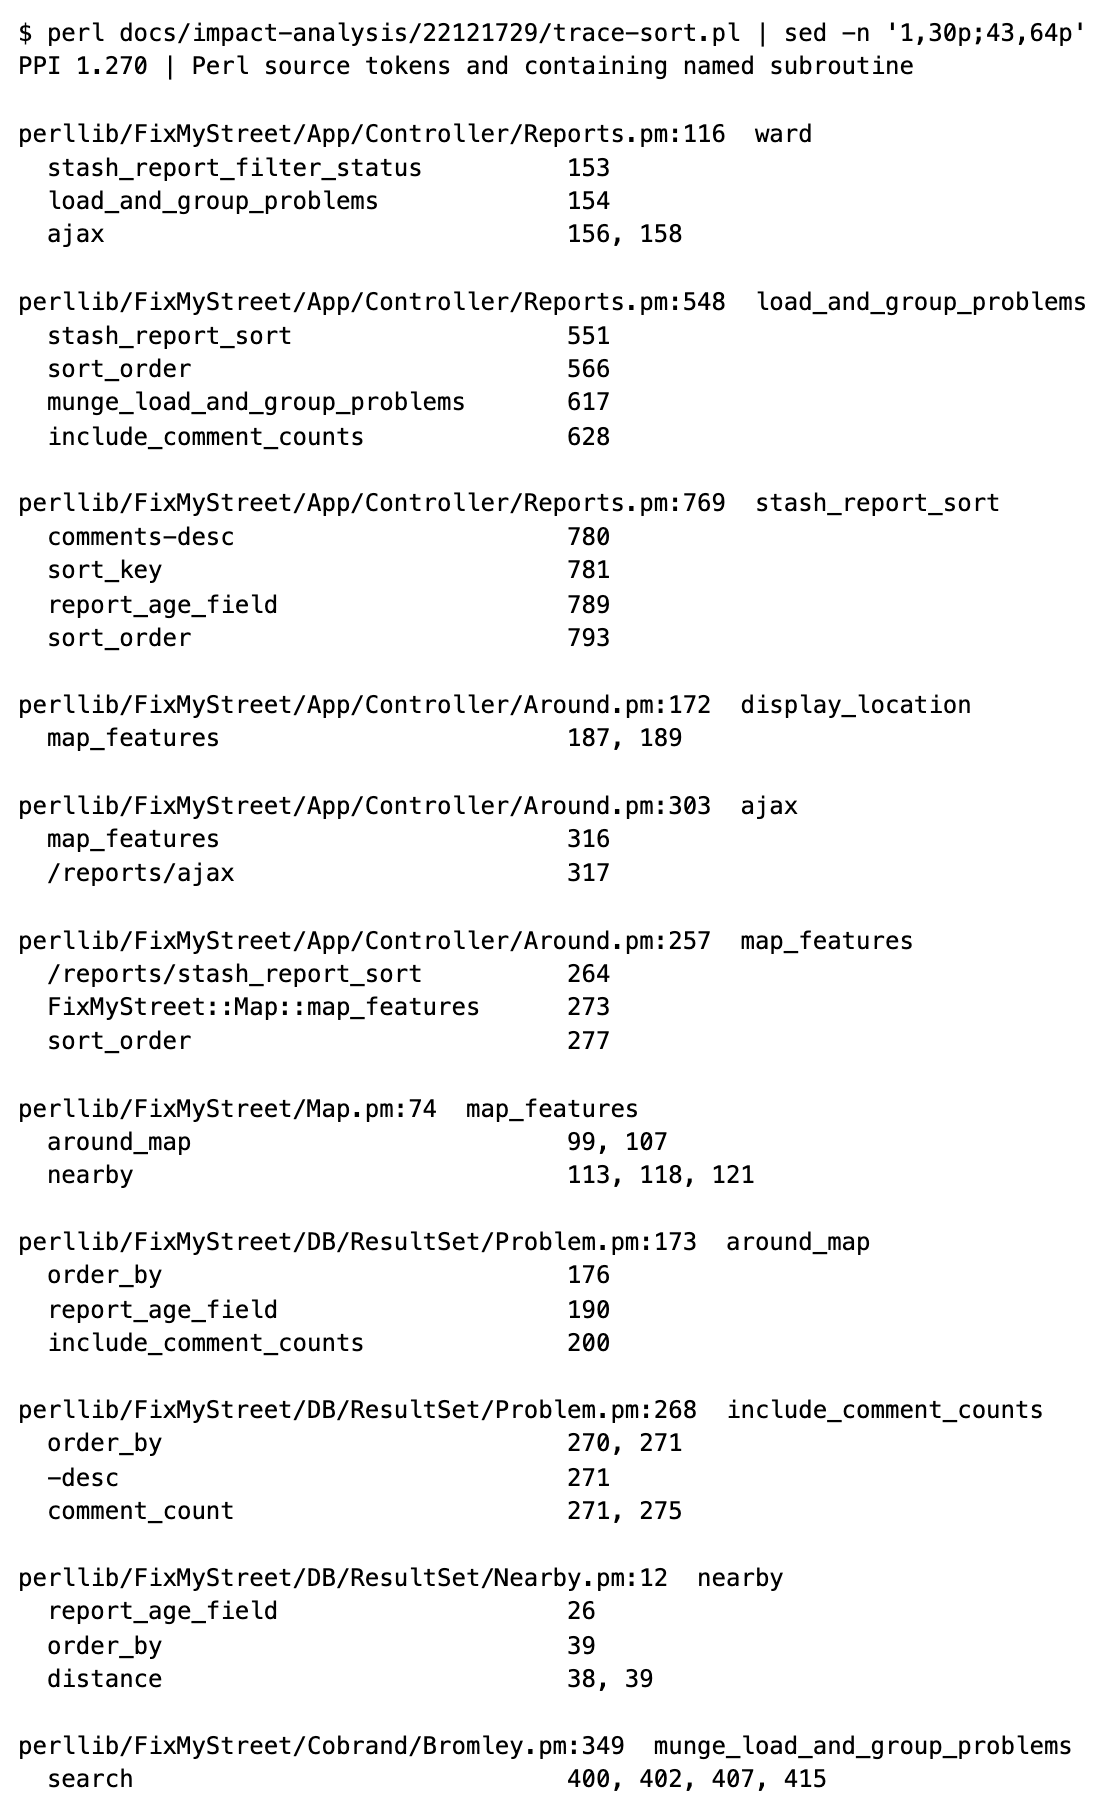 $ perl docs/impact-analysis/22121729/trace-sort.pl | sed -n '1,30p;43,64p'
PPI 1.270 | Perl source tokens and containing named subroutine

perllib/FixMyStreet/App/Controller/Reports.pm:116  ward
  stash_report_filter_status          153
  load_and_group_problems             154
  ajax                                156, 158

perllib/FixMyStreet/App/Controller/Reports.pm:548  load_and_group_problems
  stash_report_sort                   551
  sort_order                          566
  munge_load_and_group_problems       617
  include_comment_counts              628

perllib/FixMyStreet/App/Controller/Reports.pm:769  stash_report_sort
  comments-desc                       780
  sort_key                            781
  report_age_field                    789
  sort_order                          793

perllib/FixMyStreet/App/Controller/Around.pm:172  display_location
  map_features                        187, 189

perllib/FixMyStreet/App/Controller/Around.pm:303  ajax
  map_features                        316
  /reports/ajax                       317

perllib/FixMyStreet/App/Controller/Around.pm:257  map_features
  /reports/stash_report_sort          264
  FixMyStreet::Map::map_features      273
  sort_order                          277

perllib/FixMyStreet/Map.pm:74  map_features
  around_map                          99, 107
  nearby                              113, 118, 121

perllib/FixMyStreet/DB/ResultSet/Problem.pm:173  around_map
  order_by                            176
  report_age_field                    190
  include_comment_counts              200

perllib/FixMyStreet/DB/ResultSet/Problem.pm:268  include_comment_counts
  order_by                            270, 271
  -desc                               271
  comment_count                       271, 275

perllib/FixMyStreet/DB/ResultSet/Nearby.pm:12  nearby
  report_age_field                    26
  order_by                            39
  distance                            38, 39

perllib/FixMyStreet/Cobrand/Bromley.pm:349  munge_load_and_group_problems
  search                              400, 402, 407, 415